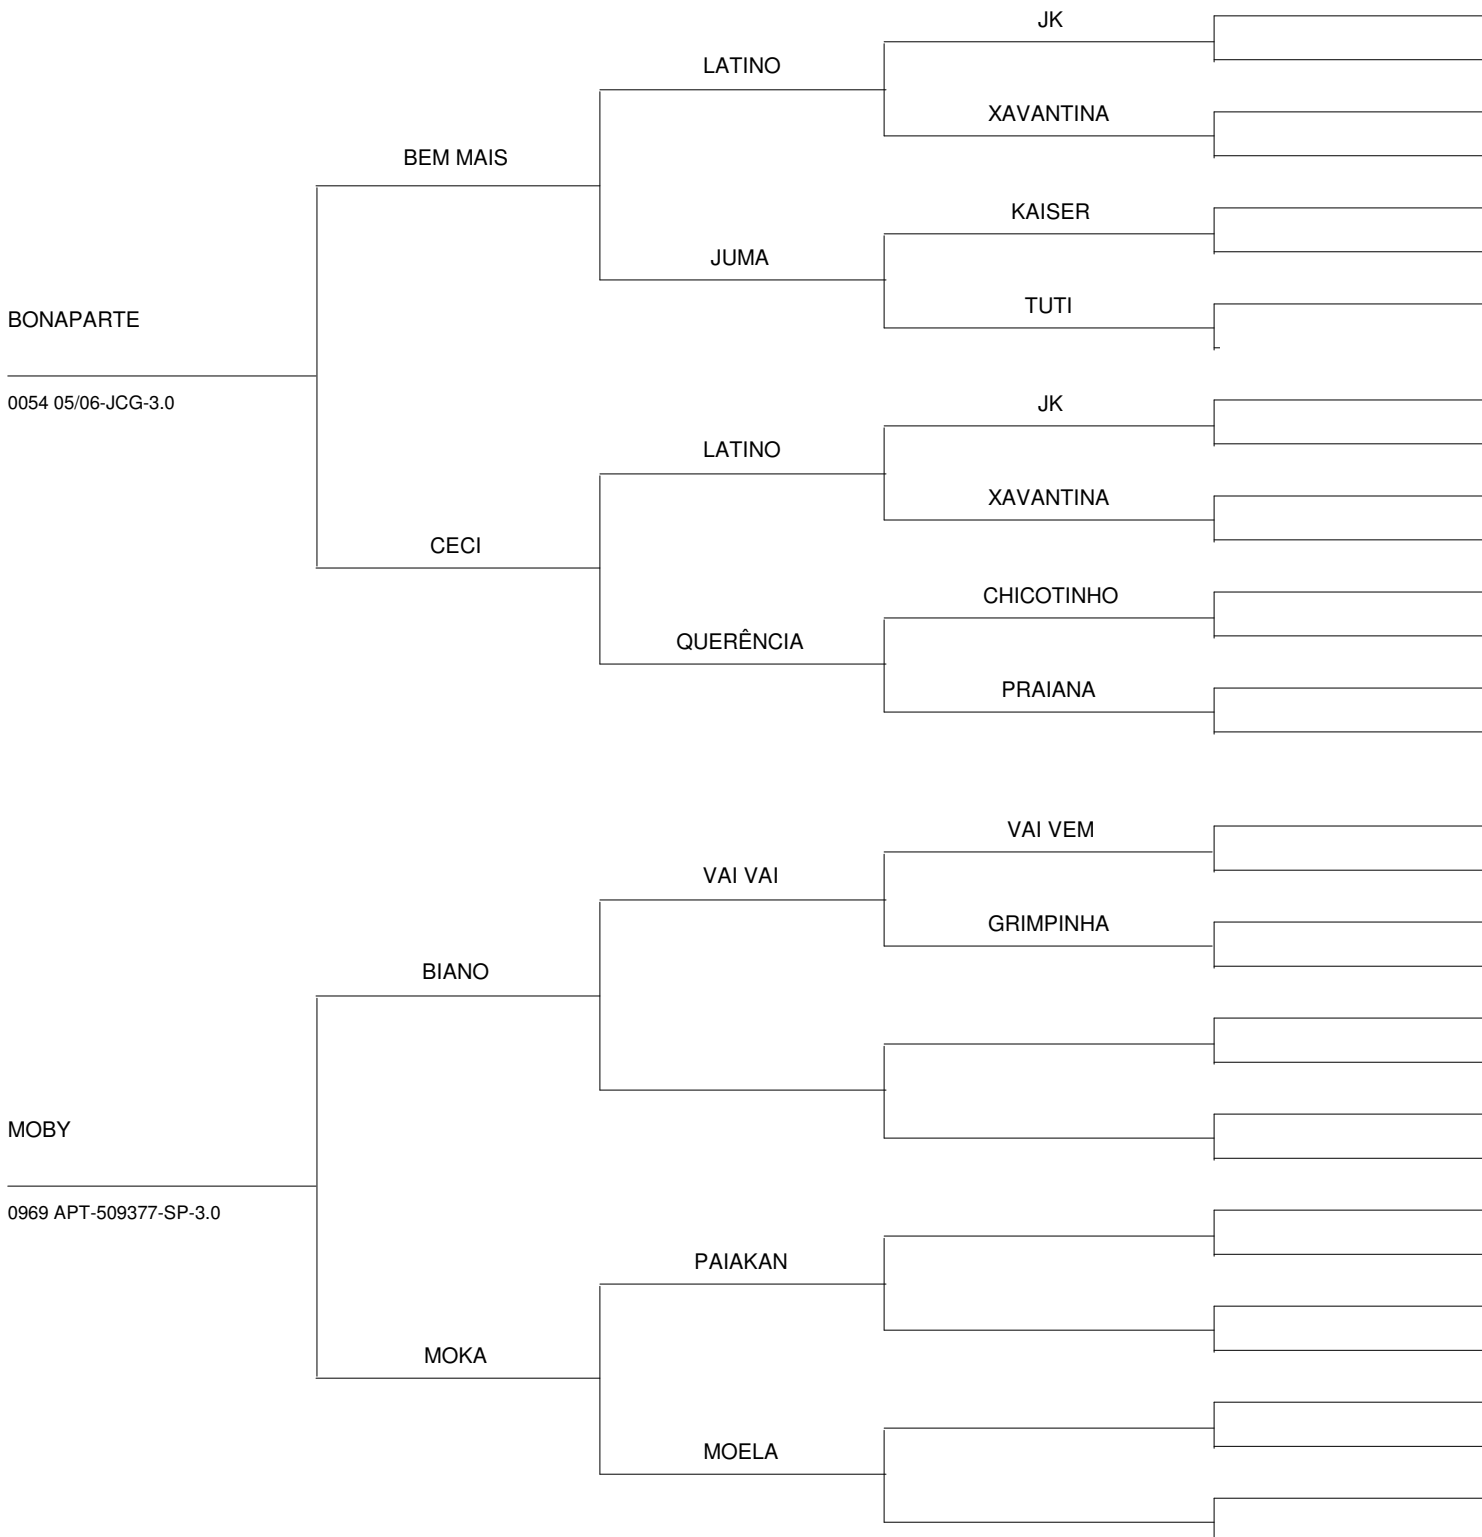 JK
LATINO
XAVANTINA
BEM MAIS
KAISER
JUMA
TUTI
BONAPARTE
0054 05/06-JCG-3.0
JK
LATINO
XAVANTINA
CECI
CHICOTINHO
QUERÊNCIA
PRAIANA
VAI VEM
VAI VAI
GRIMPINHA
BIANO
MOBY
0969 APT-509377-SP-3.0
PAIAKAN
MOKA
MOELA